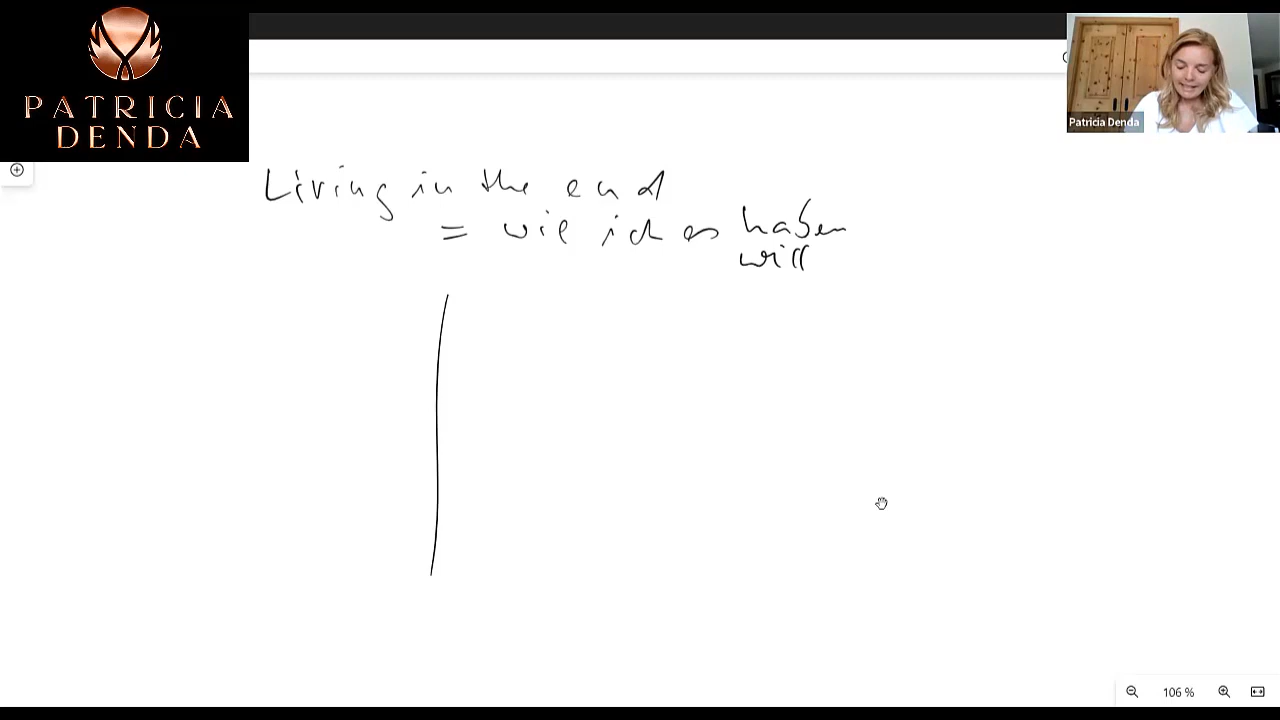 PATRICIA
DENDA
Patricia Denda
Living in the end
= wie ich es haben
will
106 %